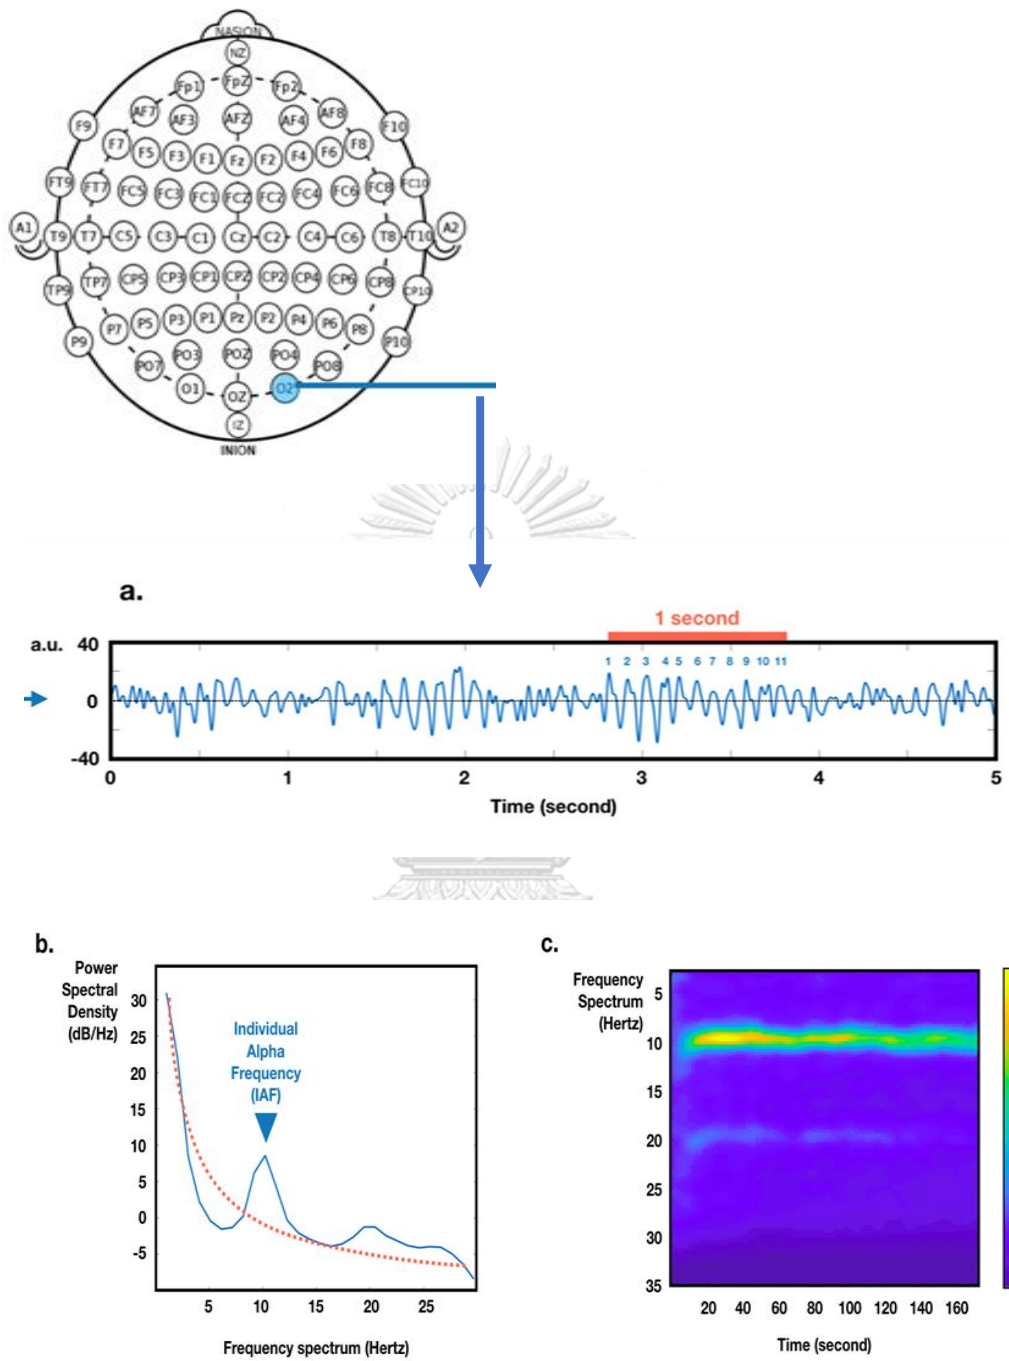 NASION
NZ
Fp1 FpZ Fp2
AF7 AF3 AFZ AF4 AF8
F9 F10
F7 F5 F3 F1 Fz F2 F4 F6 F8
FT9 FT7 FC5 FC3 FC1 FCZ FC2 FC4 FC6 FC8 FC10
A1 T9 T7 C5 C3 C1 Cz C2 C4 C6 T8 T10 A2
TP9 TP7 CP5 CP3 CP1 CPZ CP2 CP4 CP6 CP8 CP10
P9 P7 P5 P3 P1 Pz P2 P4 P6 P8 P10
PO7 PO3 POZ PO4 PO8
O1 OZ O2
IZ
INION
a.
1 second
a.u. 40
1 2 3 4 5 6 7 8 9 10 11
0
-40
0 1 2 3 4 5
Time (second)
b.
Power
Spectral
Density
(dB/Hz)
30
25
20
15
10
5
0
-5
Individual
Alpha
Frequency
(IAF)
5 10 15 20 25
Frequency spectrum (Hertz)
c.
Frequency
Spectrum
(Hertz)
5
10
15
20
25
30
35
20 40 60 80 100 120 140 160
Time (second)